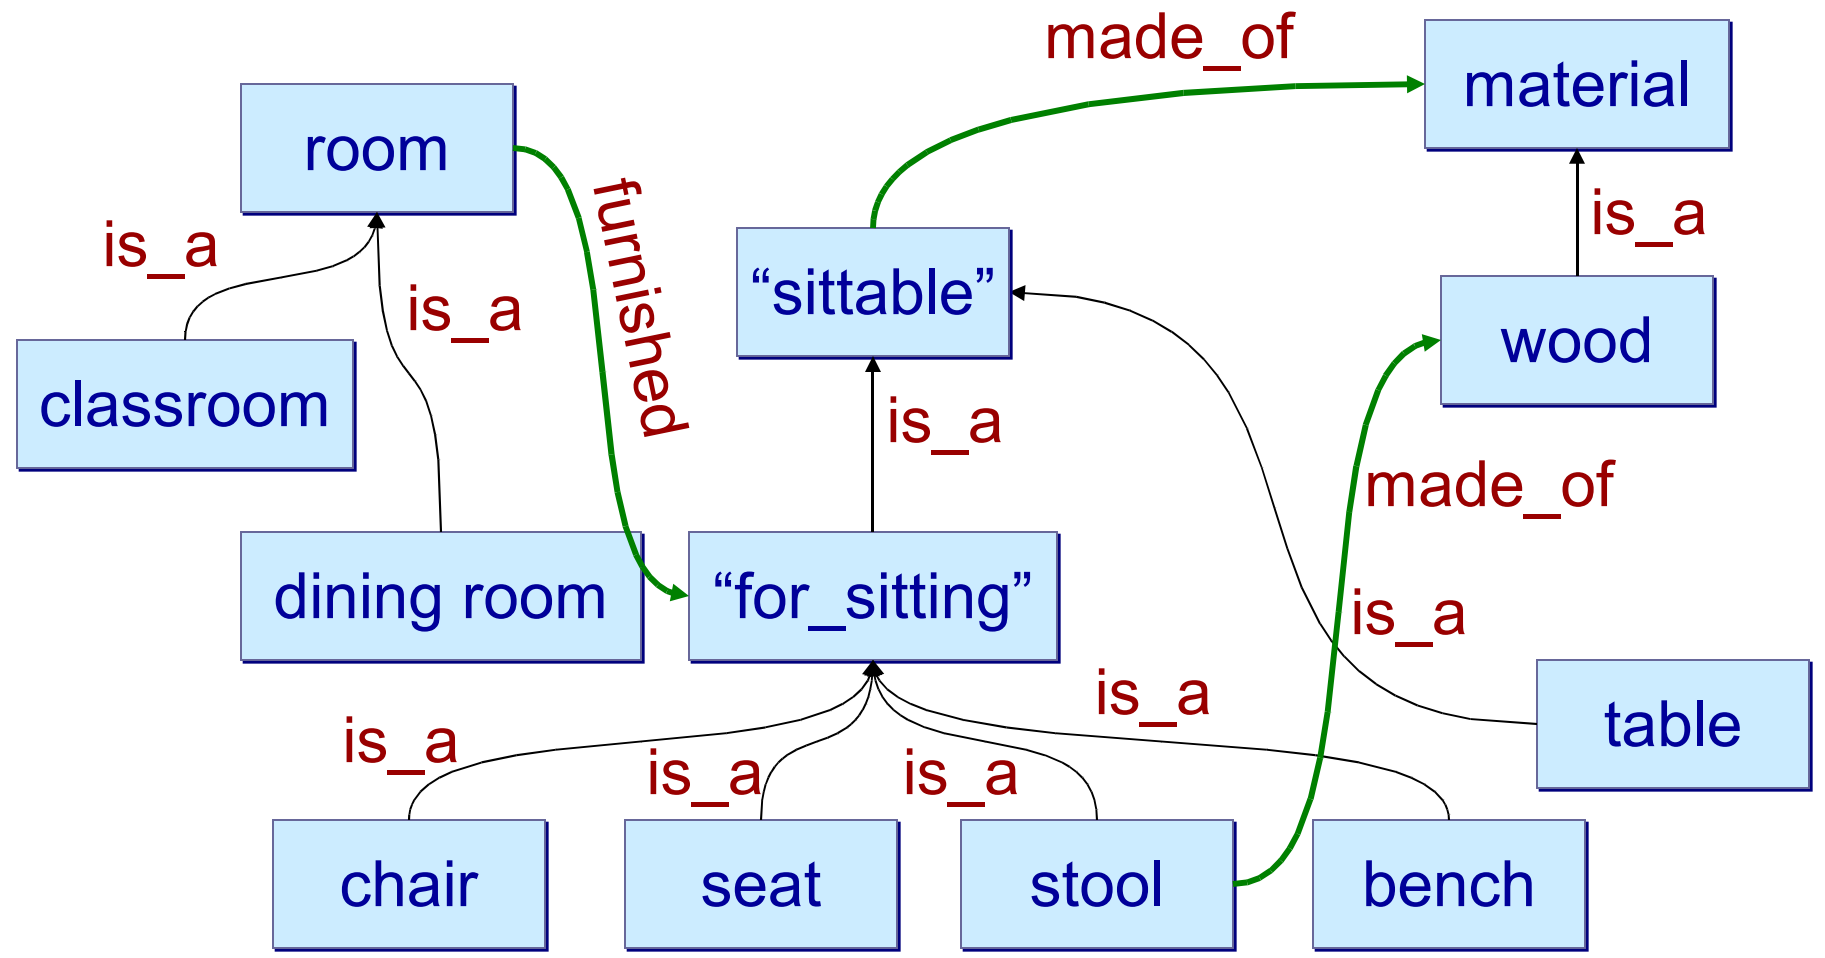 made_of
material
room
furnished
is_a
is_a
“sittable”
is_a
wood
is_a
classroom
is_a
made_of
dining room
“for_sitting”
is_a
is_a
table
is_a
is_a
is_a
chair
seat
stool
bench